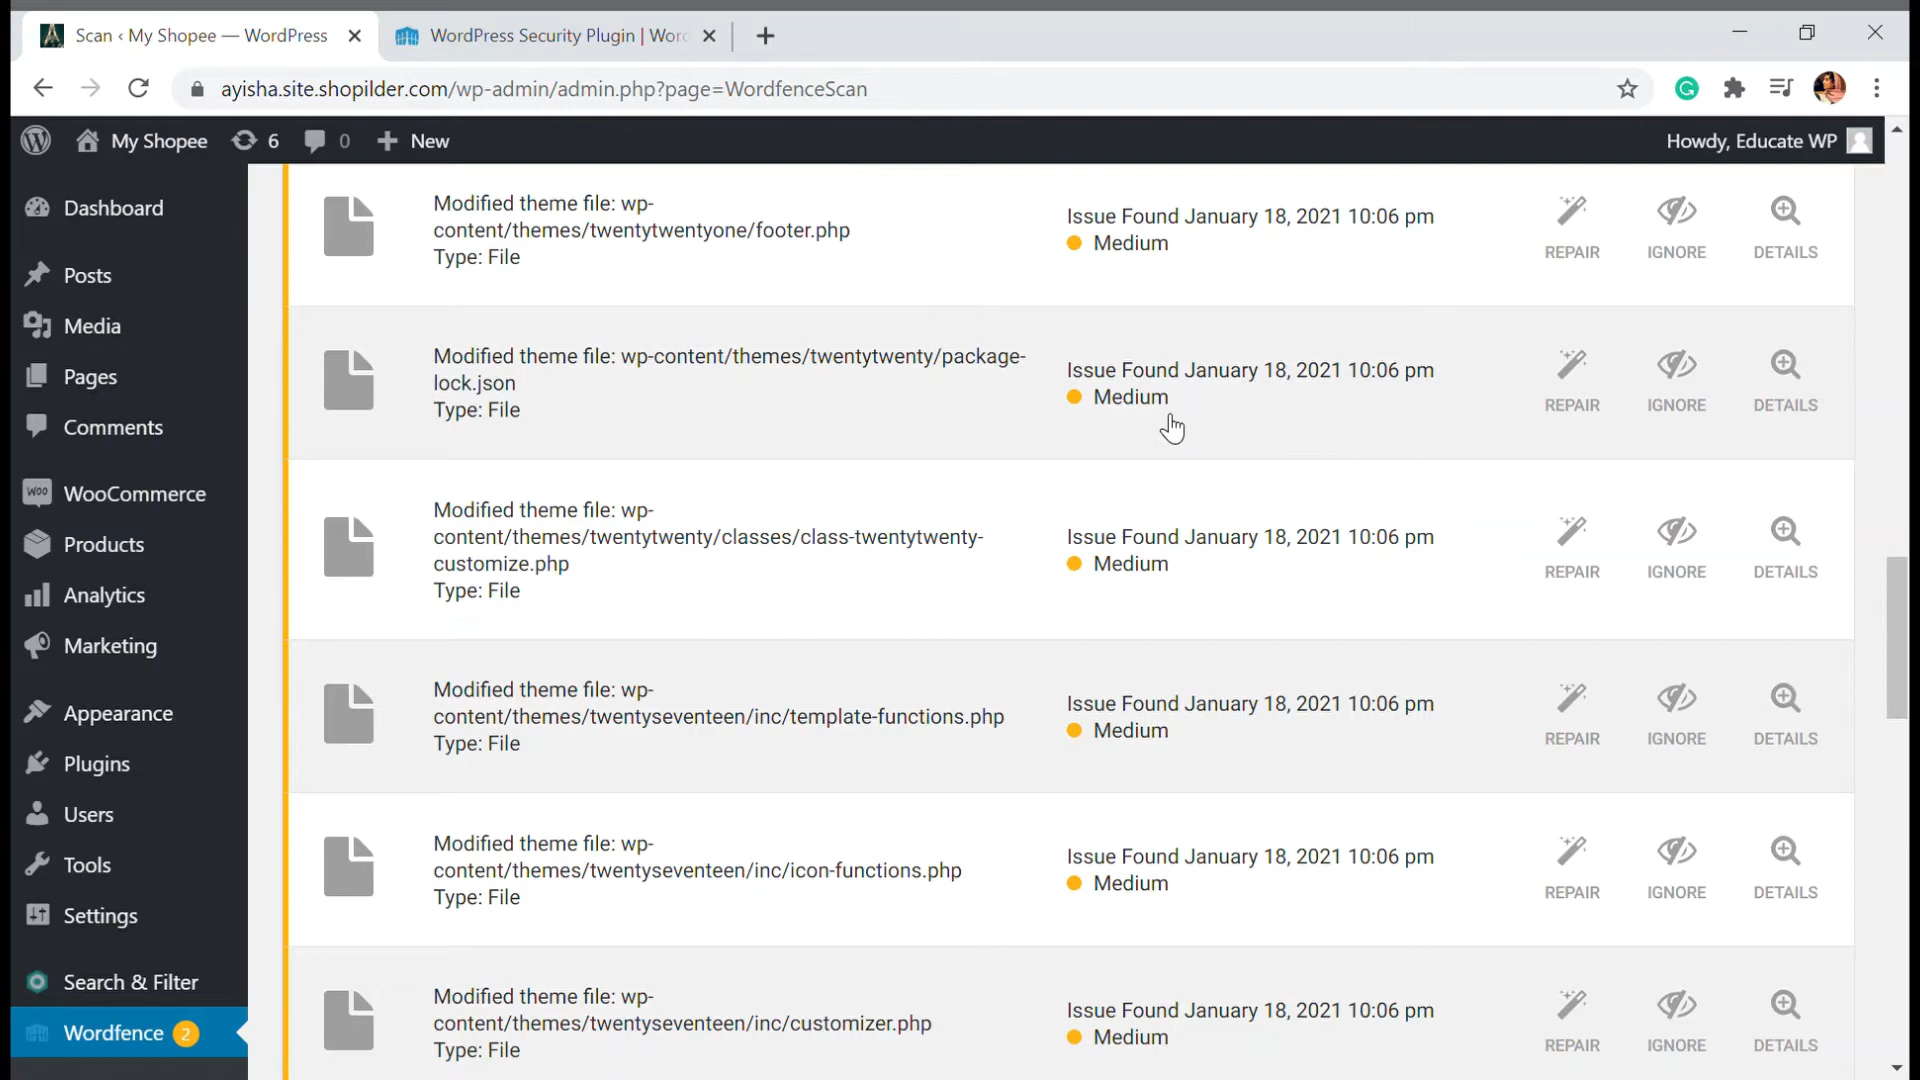 Scan ‹ My Shopee — WordPress
WordPress Security Plugin | Word
ayisha.site.shopilder.com/wp-admin/admin.php?page=WordfenceScan
My Shopee
6
0
New
Howdy, Educate WP
Dashboard
Posts
Media
Pages
Comments
WooCommerce
Products
Analytics
Marketing
Appearance
Plugins
Users
Tools
Settings
Search & Filter
Wordfence 2
Modified theme file: wp-
content/themes/twentytwentyone/footer.php
Type: File
Issue Found January 18, 2021 10:06 pm
Medium
REPAIR
IGNORE
DETAILS
Modified theme file: wp-content/themes/twentytwenty/package-
lock.json
Type: File
Issue Found January 18, 2021 10:06 pm
Medium
REPAIR
IGNORE
DETAILS
Modified theme file: wp-
content/themes/twentytwenty/classes/class-twentytwenty-
customize.php
Type: File
Issue Found January 18, 2021 10:06 pm
Medium
REPAIR
IGNORE
DETAILS
Modified theme file: wp-
content/themes/twentyseventeen/inc/template-functions.php
Type: File
Issue Found January 18, 2021 10:06 pm
Medium
REPAIR
IGNORE
DETAILS
Modified theme file: wp-
content/themes/twentyseventeen/inc/icon-functions.php
Type: File
Issue Found January 18, 2021 10:06 pm
Medium
REPAIR
IGNORE
DETAILS
Modified theme file: wp-
content/themes/twentyseventeen/inc/customizer.php
Type: File
Issue Found January 18, 2021 10:06 pm
Medium
REPAIR
IGNORE
DETAILS